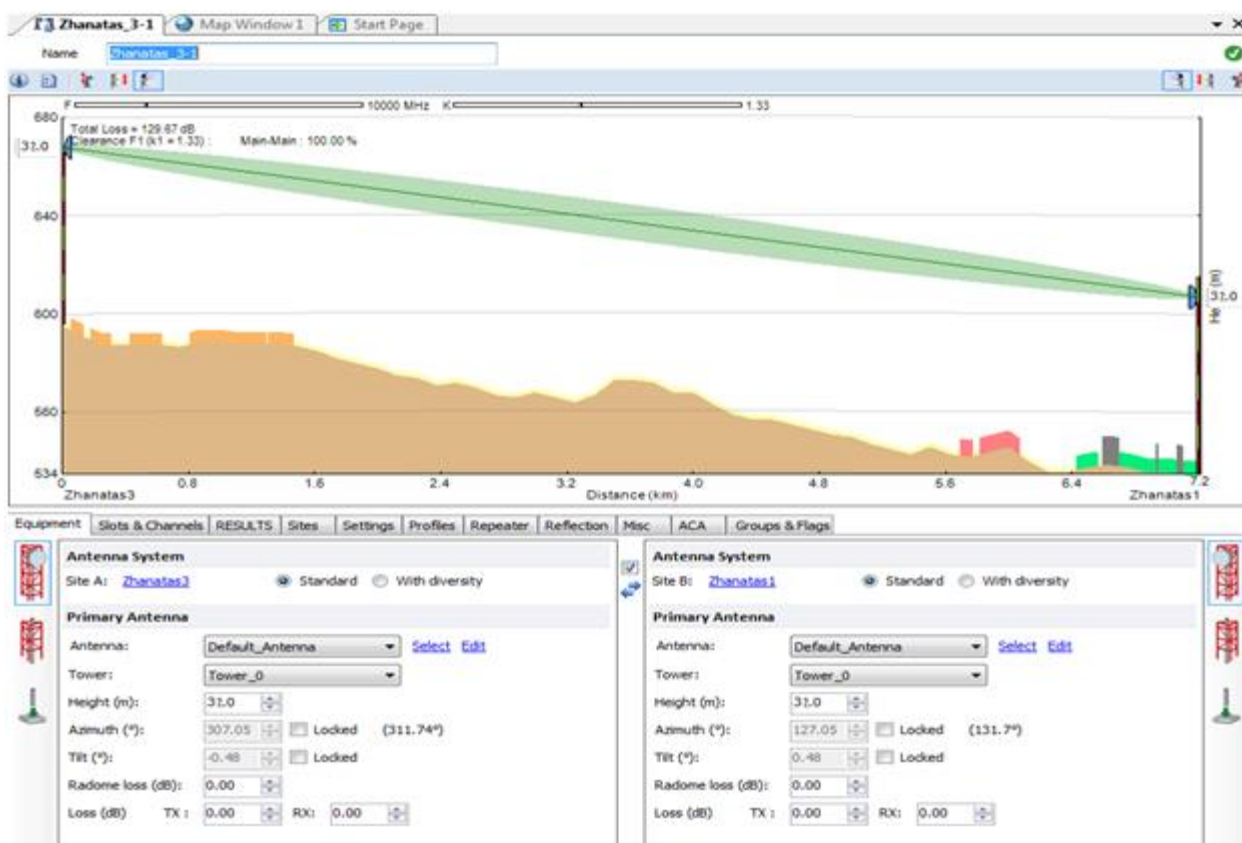 Zhanatas_3-1 Map Window 1 Start Page
Name Zhanatas_3-1
F 10000 MHz K 1.33
680
Total Loss = 129.67 dB
Clearance F1 (k1 = 1.33) : Main-Main : 100.00 %
31.0
640
(m)
31.0
He
600
560
534
0 0.8 1.6 2.4 3.2 4.0 4.8 5.6 6.4 7.2
Zhanatas3 Distance (km) Zhanatas1
Equipment Slots & Channels RESULTS Sites Settings Profiles Repeater Reflection Misc ACA Groups & Flags
Antenna System Antenna System
Site A: Zhanatas3 Standard With diversity Site B: Zhanatas1 Standard With diversity
Primary Antenna Primary Antenna
Antenna: Default_Antenna Select Edit Antenna: Default_Antenna Select Edit
Tower: Tower_0 Tower: Tower_0
Height (m): 31.0 Height (m): 31.0
Azimuth (°): 307.05 Locked (311.74°) Azimuth (°): 127.05 Locked (131.7°)
Tilt (°): -0.48 Locked Tilt (°): 0.48 Locked
Radome loss (dB): 0.00 Radome loss (dB): 0.00
Loss (dB) TX : 0.00 RX: 0.00 Loss (dB) TX : 0.00 RX: 0.00